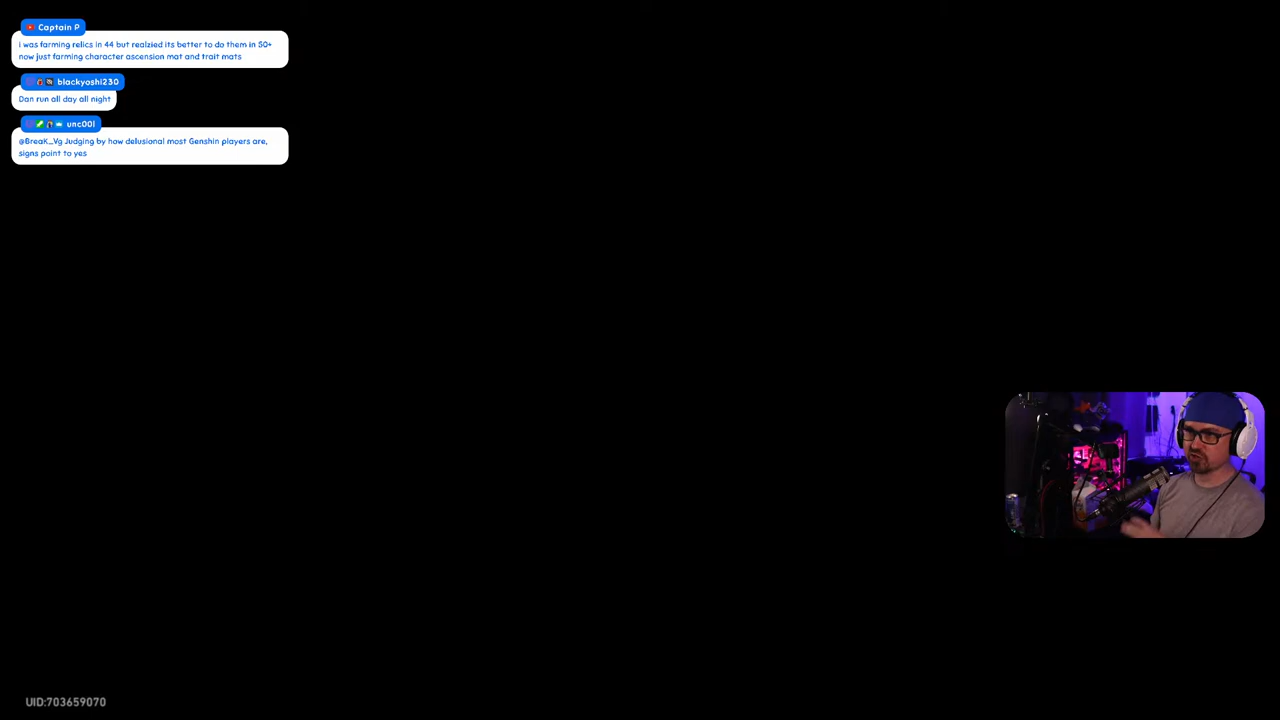 Captain P
I was farming relics in 44 but realzied its better to do them in 50+
now just farming character ascension mat and trait mats
blackyoshi230
Dan run all day all night
unc00l
@BreaK_Vg Judging by how delusional most Genshin players are,
signs point to yes
UID:703659070